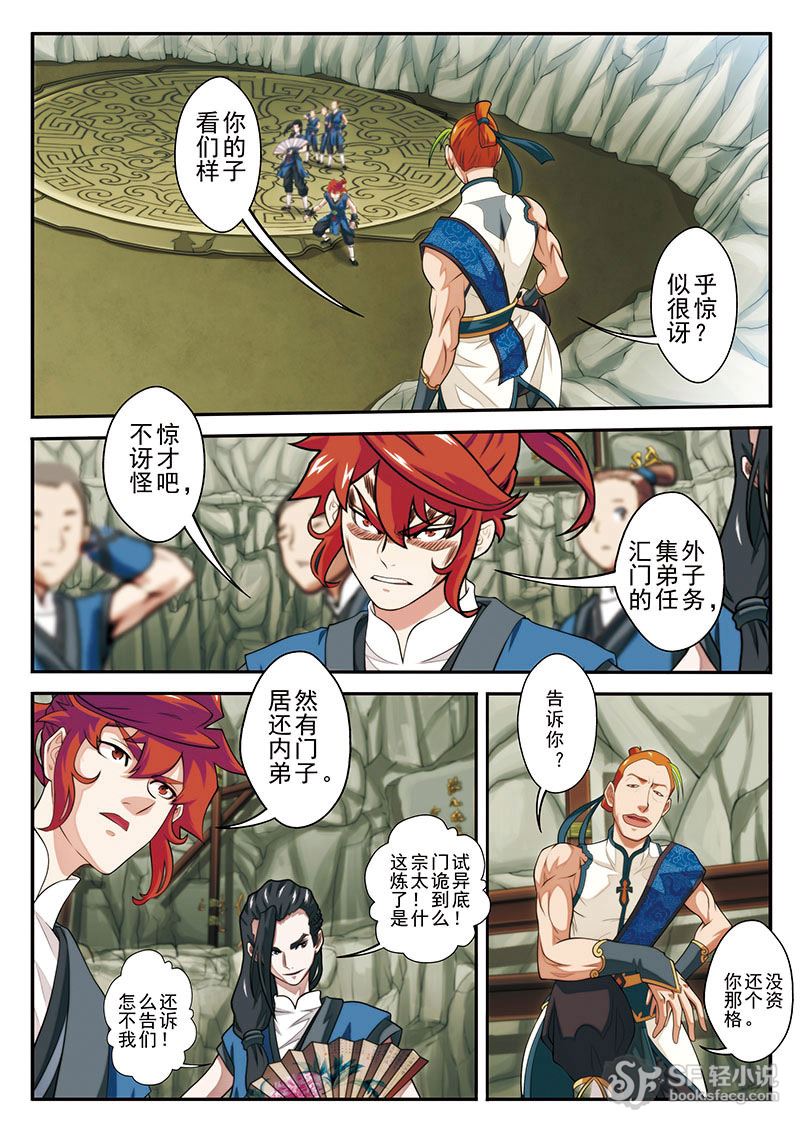 看你
们的
样子
似乎
很惊
讶？
不惊
讶才
怪吧，
汇集外
门弟子
的任务，
居然
还有
内门
弟子。
这宗门试
炼太诡异
了！到底
是什么！
怎么还
不告诉
我们！
告
诉
你？
你还没
那个资
格。
SF轻小说
book.sfacg.com